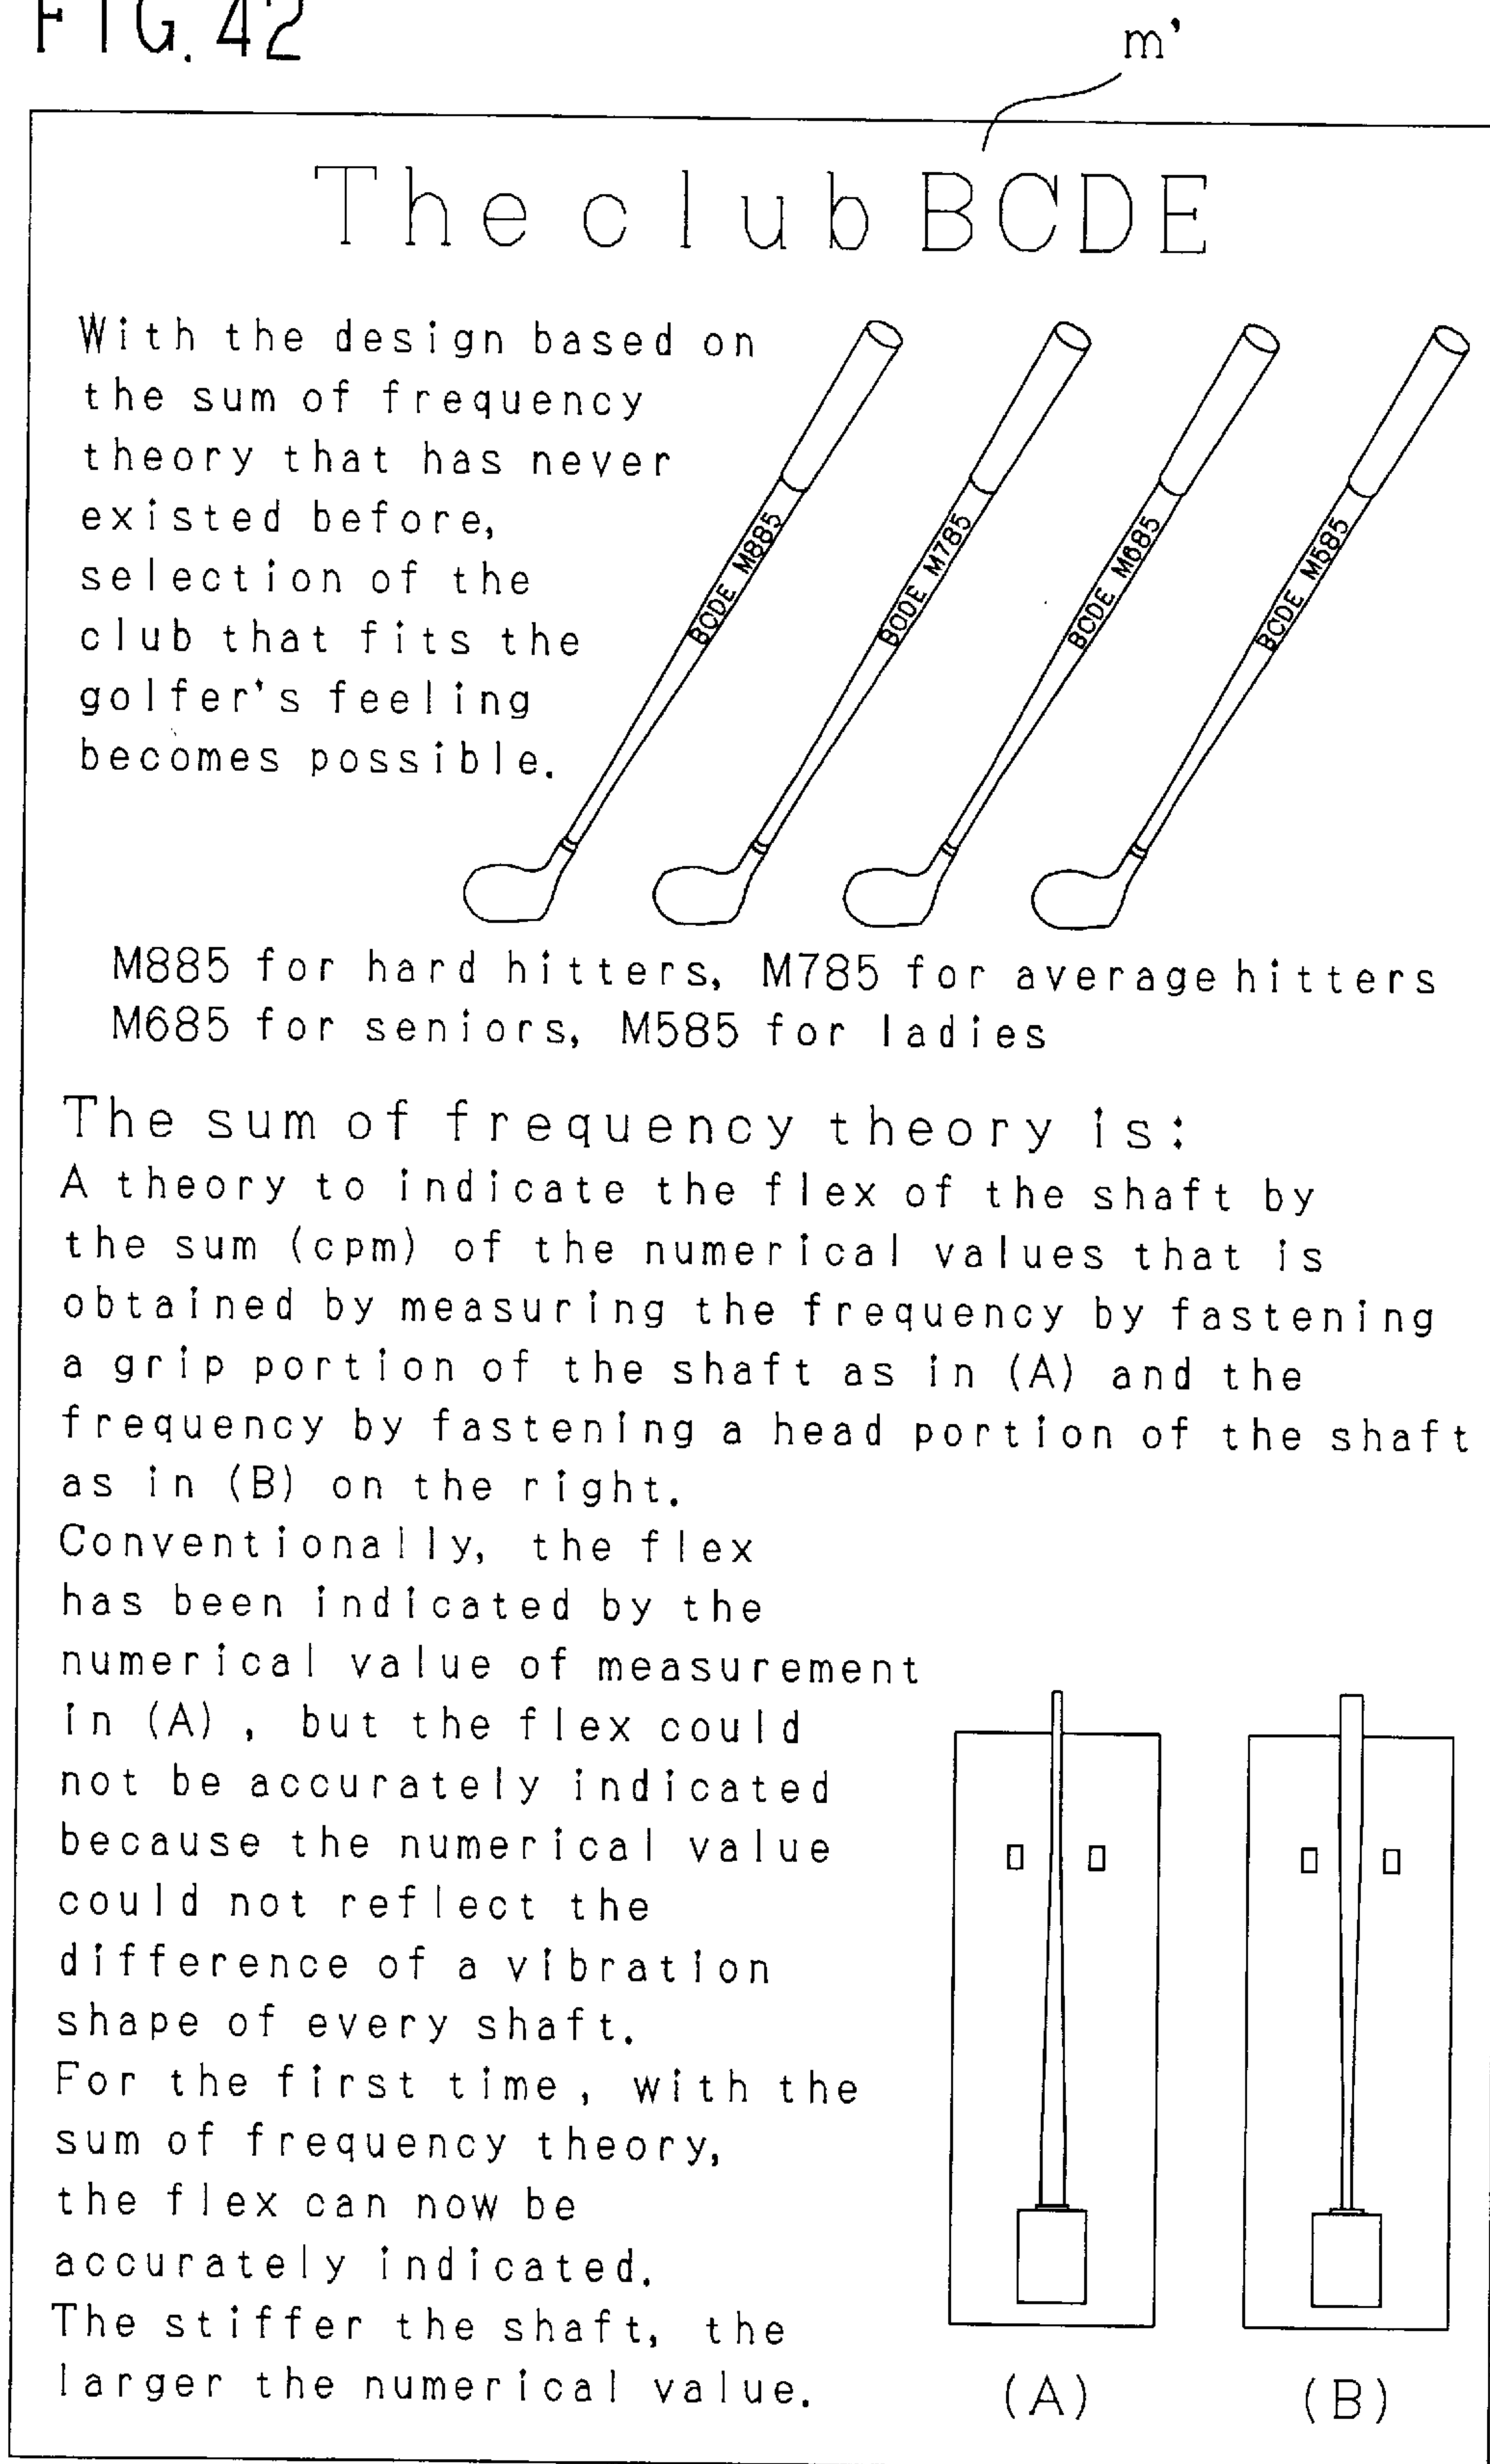 FIG. 42
m'
The club BCDE
With the design based on
the sum of frequency
theory that has never
existed before,
selection of the
club that fits the
golfer's feeling
becomes possible.
BCDE M885
BCDE M785
BCDE M685
BCDE M585
M885 for hard hitters, M785 for average hitters
M685 for seniors, M585 for ladies
The sum of frequency theory is:
A theory to indicate the flex of the shaft by
the sum (cpm) of the numerical values that is
obtained by measuring the frequency by fastening
a grip portion of the shaft as in (A) and the
frequency by fastening a head portion of the shaft
as in (B) on the right.
Conventionally, the flex
has been indicated by the
numerical value of measurement
in (A), but the flex could
not be accurately indicated
because the numerical value
could not reflect the
difference of a vibration
shape of every shaft.
For the first time, with the
sum of frequency theory,
the flex can now be
accurately indicated.
The stiffer the shaft, the
larger the numerical value.
(A)
(B)